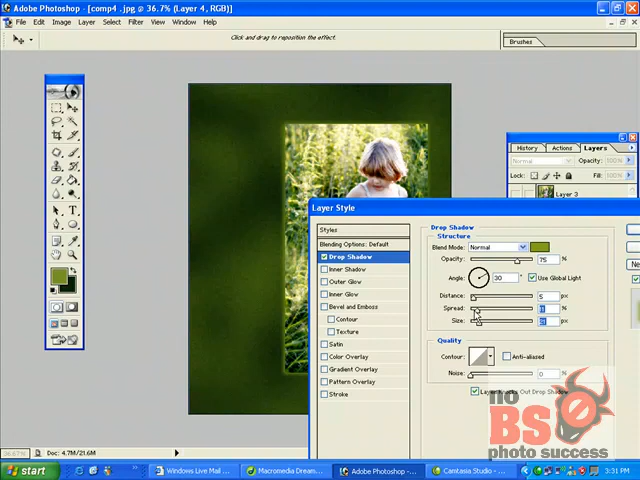 Adobe Photoshop - [comp4 .jpg @ 36.7% (Layer 4, RGB)]
File Edit Image Layer Select Filter View Window Help
Click and drag to reposition the effect.
Brushes
History Actions Layers
Normal Opacity: 100%
Lock: Fill: 100%
Layer 3
Layer Style
Styles
Blending Options: Default
Drop Shadow
Inner Shadow
Outer Glow
Inner Glow
Bevel and Emboss
Contour
Texture
Satin
Color Overlay
Gradient Overlay
Pattern Overlay
Stroke
Drop Shadow
Structure
Blend Mode: Normal
Opacity: 75 %
Angle: 30 ° Use Global Light
Distance: 5 px
Spread: %
Size: px
Quality
Contour: Anti-aliased
Noise: 0 %
Layer Knocks Out Drop Shadow
Ne
no
BS
photo success
36.67% Doc: 4.7M/21.6M
start
Windows Live Mail ...
Macromedia Dream...
Adobe Photoshop -...
Camtasia Studio - ...
3:31 PM